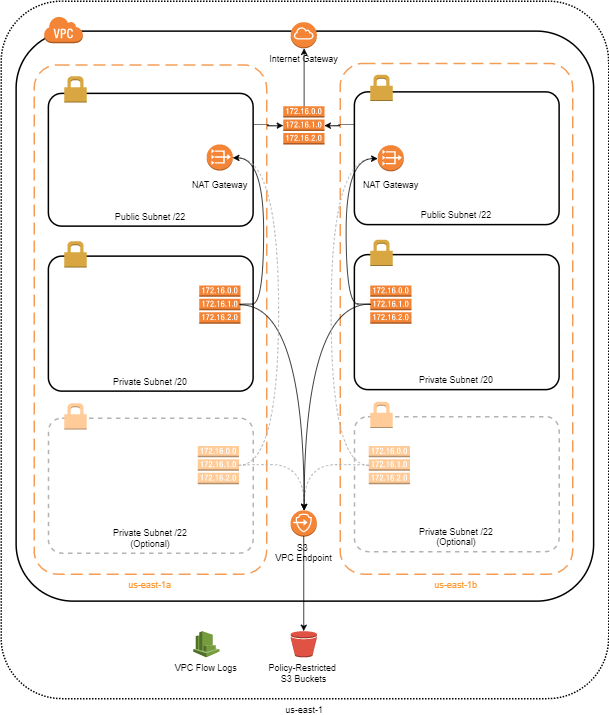 VPC
Internet Gateway
172.16.0.0
172.16.1.0
172.16.2.0
NAT Gateway
NAT Gateway
Public Subnet /22
Public Subnet /22
172.16.0.0
172.16.1.0
172.16.2.0
172.16.0.0
172.16.1.0
172.16.2.0
Private Subnet /20
Private Subnet /20
172.16.0.0
172.16.1.0
172.16.2.0
172.16.0.0
172.16.1.0
172.16.2.0
Private Subnet /22
(Optional)
Private Subnet /22
(Optional)
S3
VPC Endpoint
us-east-1a
us-east-1b
VPC Flow Logs
Policy-Restricted
S3 Buckets
us-east-1